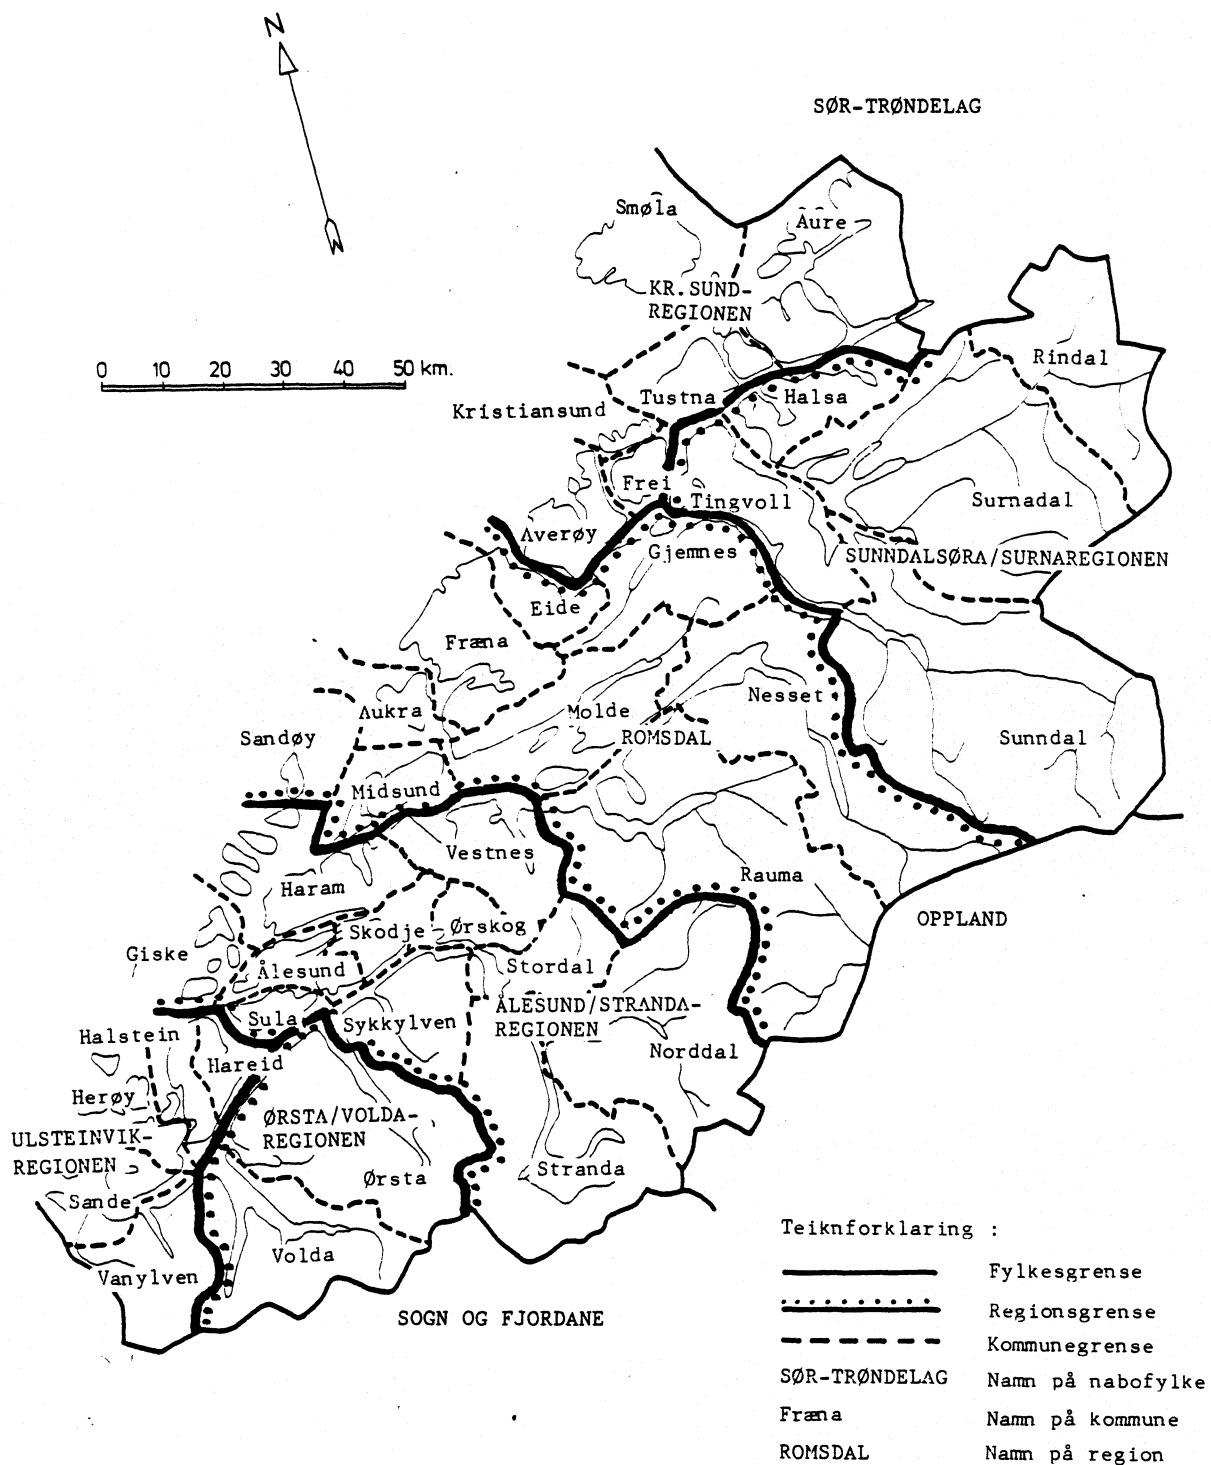 N
SØR-TRØNDELAG
Smøla
Aure
KR.SUND-
REGIONEN
Rindal
0 10 20 30 40 50 km.
Tustna
Halsa
Kristiansund
Frei
Tingvoll
Surnadal
Averøy
Gjemnes
SUNNDALSØRA/SURNAREGIONEN
Eide
Fræna
Nesset
Aukra
Molde
Sandøy
ROMSDAL
Sunndal
Midsund
Vestnes
Haram
Rauma
OPPLAND
Skodje
Ørskog
Giske
Ålesund
Stordal
ÅLESUND/STRANDA-
REGIONEN
Sula
Sykkylven
Halstein
Norddal
Hareid
Herøy
ØRSTA/VOLDA-
REGIONEN
ULSTEINVIK-
REGIONEN
Stranda
Ørsta
Sande
Volda
Vanylven
SOGN OG FJORDANE
Teiknforklaring :
Fylkesgrense
Regionsgrense
Kommunegrense
SØR-TRØNDELAG Namn på nabofylke
Fræna Namn på kommune
ROMSDAL Namn på region